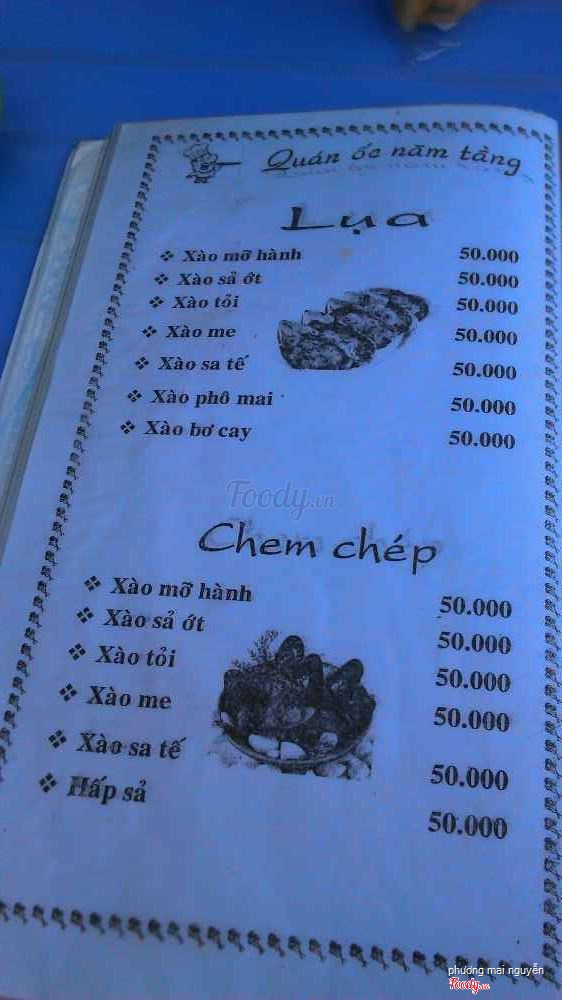 Quán ốc năm tầng
Lụa
❖ Xào mỡ hành 50.000
❖ Xào sả ớt 50.000
❖ Xào tỏi 50.000
❖ Xào me 50.000
❖ Xào sa tế 50.000
❖ Xào phô mai 50.000
❖ Xào bơ cay 50.000
Foody.vn
Chem chép
❖ Xào mỡ hành 50.000
❖ Xào sả ớt 50.000
❖ Xào tỏi 50.000
❖ Xào me 50.000
❖ Xào sa tế 50.000
❖ Hấp sả 50.000
phương mai nguyễn
Foody.vn